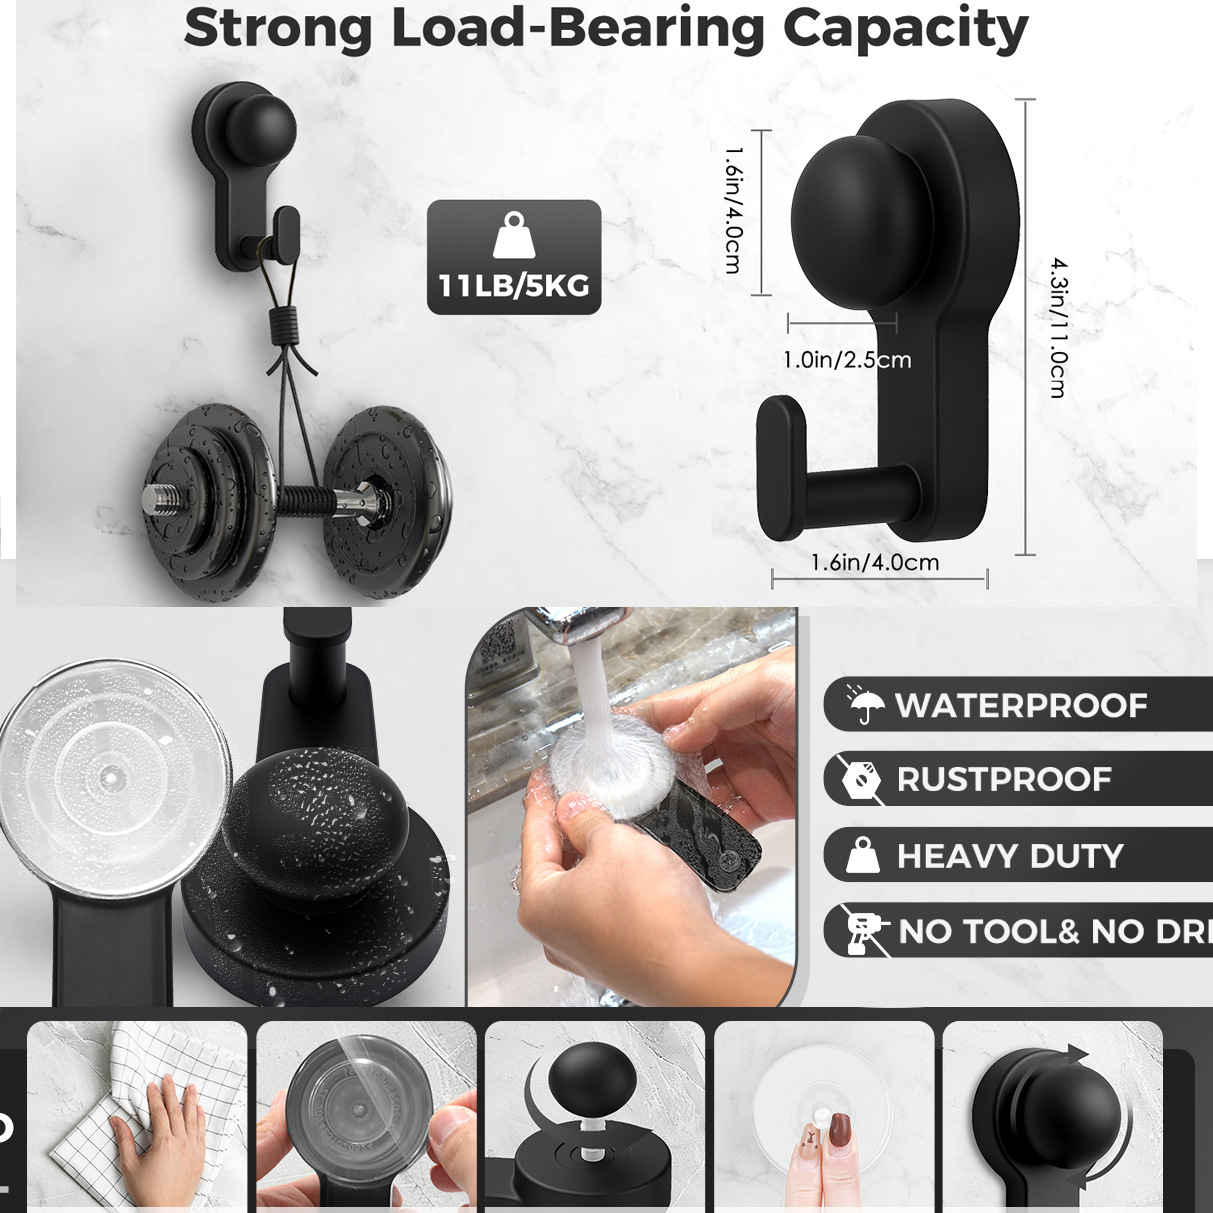 Strong Load-Bearing Capacity
11LB/5KG
1.6in/4.0cm
1.0in/2.5cm
4.3in/11.0cm
1.6in/4.0cm
WATERPROOF
RUSTPROOF
HEAVY DUTY
NO TOOL& NO DRI